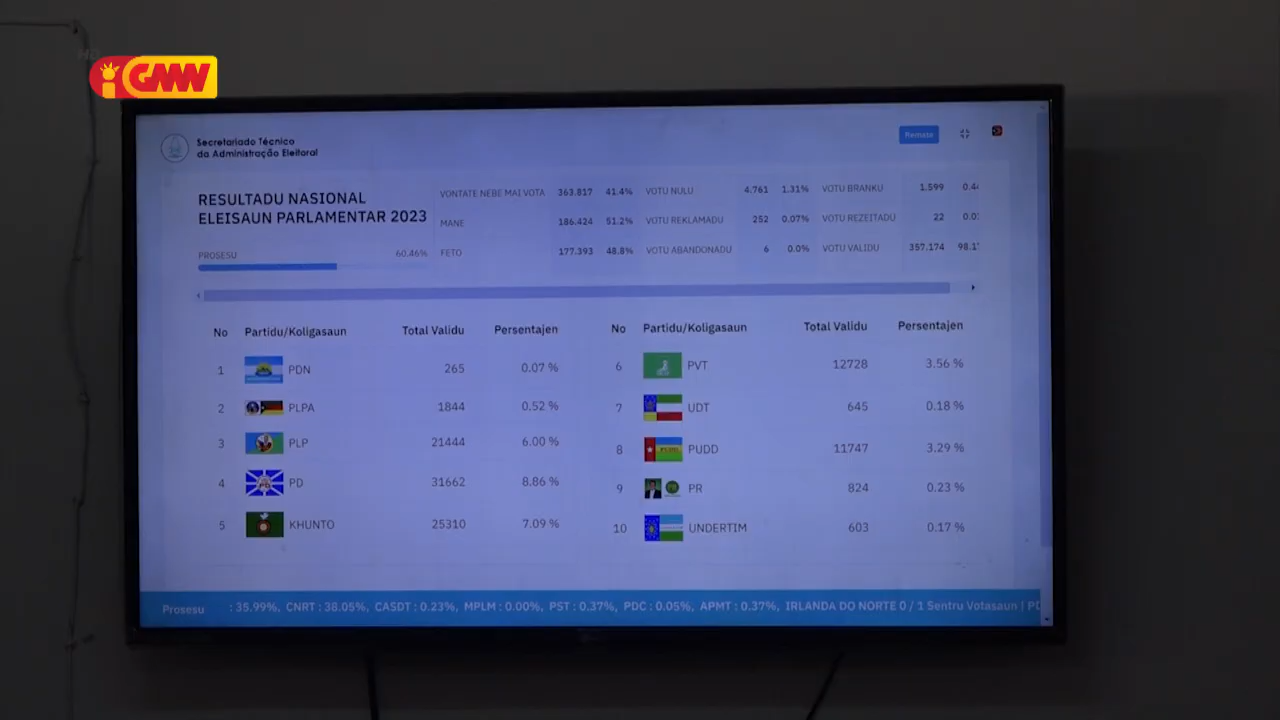 GMN
Secretariado Técnico
da Administração Eleitoral
Remata
RESULTADU NASIONAL
ELEISAUN PARLAMENTAR 2023
PROSESU 60.46%
VONTATE NEBE MAI VOTA 363.817 41.4% VOTU NULU 4.761 1.31% VOTU BRANKU 1.599 0.4
MANE 186.424 51.2% VOTU REKLAMADU 252 0.07% VOTU REZEITADU 22 0.0
FETO 177.393 48.8% VOTU ABANDONADU 6 0.0% VOTU VALIDU 357.174 98.1
No Partidu/Koligasaun Total Validu Persentajen
1 PDN 265 0.07 %
2 PLPA 1844 0.52 %
3 PLP 21444 6.00 %
4 PD 31662 8.86 %
5 KHUNTO 25310 7.09 %
No Partidu/Koligasaun Total Validu Persentajen
6 PVT 12728 3.56 %
7 UDT 645 0.18 %
8 PUDD 11747 3.29 %
9 PR 824 0.23 %
10 UNDERTIM 603 0.17 %
Prosesu : 35.99%, CNRT : 38.05%, CASDT : 0.23%, MPLM : 0.00%, PST : 0.37%, PDC : 0.05%, APMT : 0.37%, IRLANDA DO NORTE 0 / 1 Sentru Votasaun |